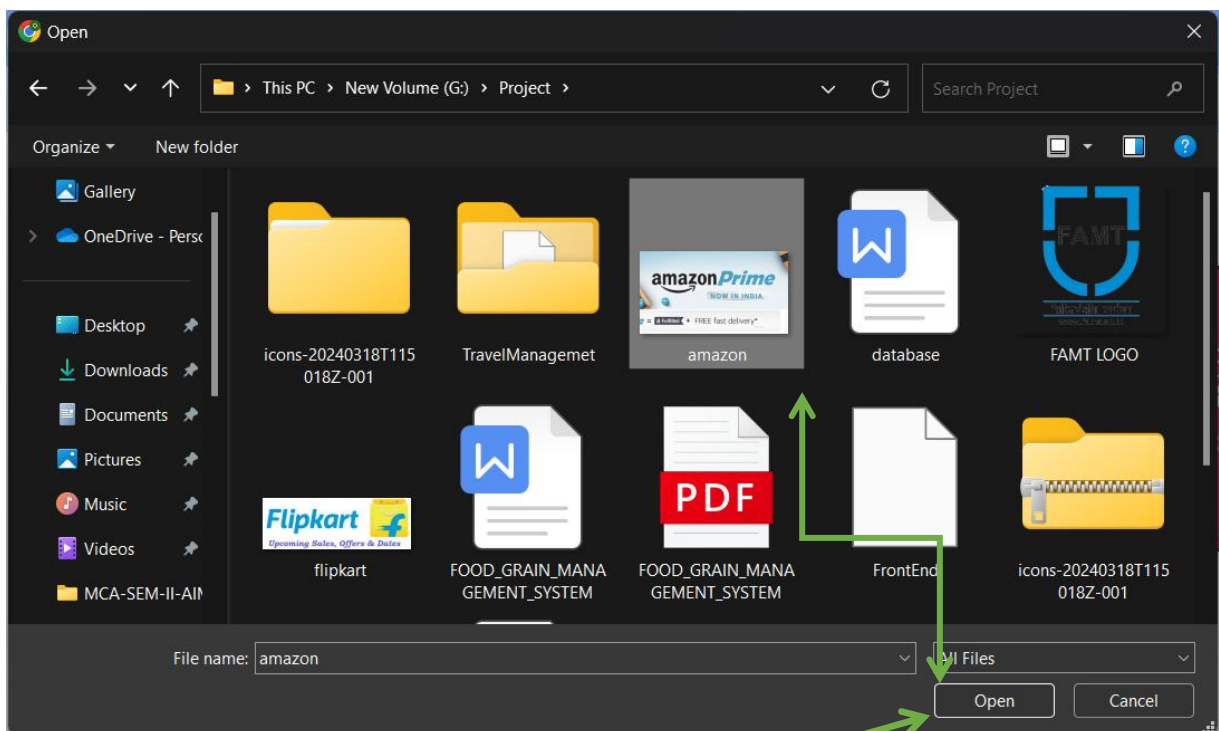 Open
This PC > New Volume (G:) > Project >
Search Project
Organize
New folder
Gallery
OneDrive - Perso
Desktop
Downloads
Documents
Pictures
Music
Videos
MCA-SEM-II-AIM
amazonPrime
NOW IN INDIA.
Fulfilled + FREE fast delivery*
FAMT
icons-20240318T115
018Z-001
TravelManagemet
amazon
database
FAMT LOGO
Flipkart
Upcoming Sales, Offers & Dates
PDF
flipkart
FOOD_GRAIN_MANA
GEMENT_SYSTEM
FOOD_GRAIN_MANA
GEMENT_SYSTEM
FrontEnd
icons-20240318T115
018Z-001
File name: amazon
All Files
Open
Cancel